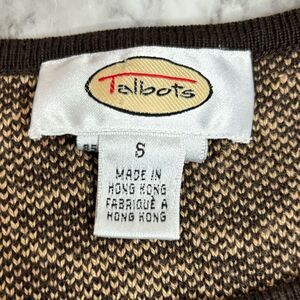 Talbots
S
MADE IN
HONG KONG
FABRIQUÉ À
HONG KONG